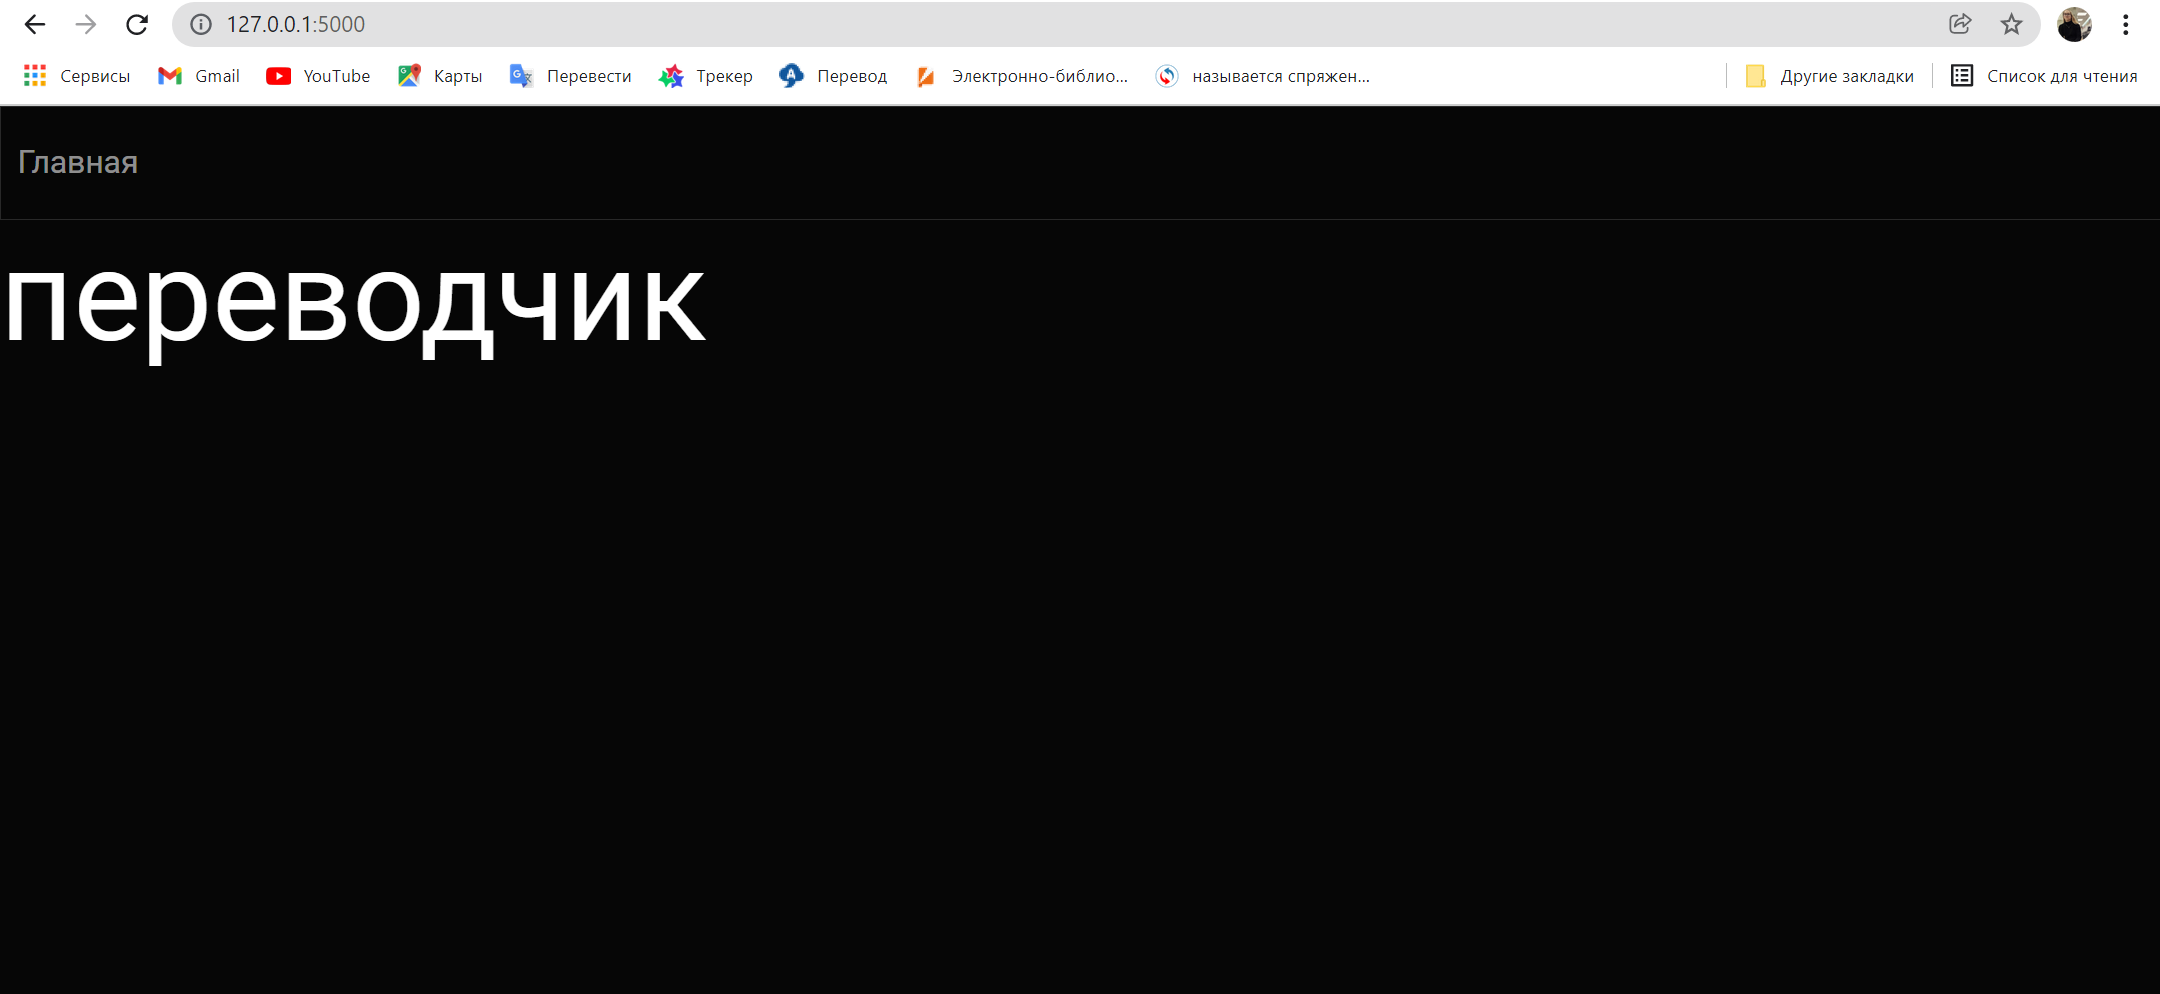 127.0.0.1:5000
Сервисы Gmail YouTube Карты Перевести Трекер Перевод Электронно-библио... называется спряжен... Другие закладки Список для чтения
Главная
переводчик